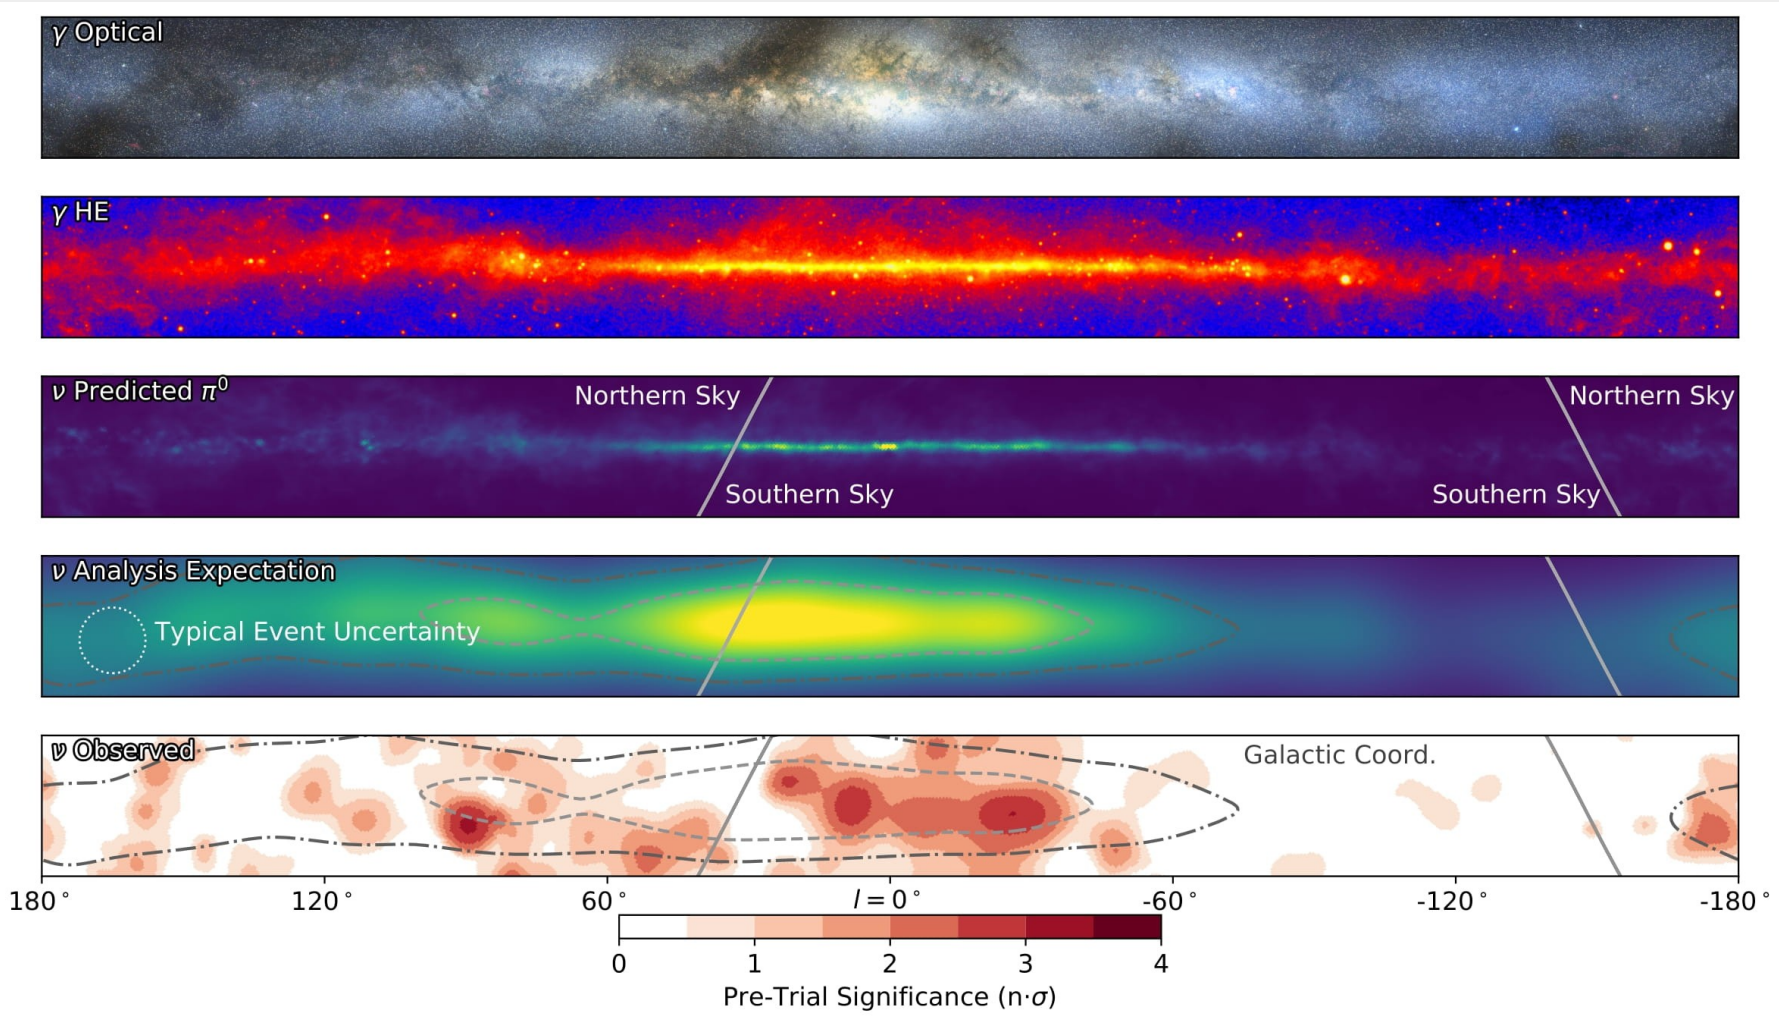 γ Optical
γ HE
ν Predicted π⁰
Northern Sky
Northern Sky
Southern Sky
Southern Sky
ν Analysis Expectation
Typical Event Uncertainty
ν Observed
Galactic Coord.
180°
120°
60°
l = 0°
-60°
-120°
-180°
0
1
2
3
4
Pre-Trial Significance (n·σ)